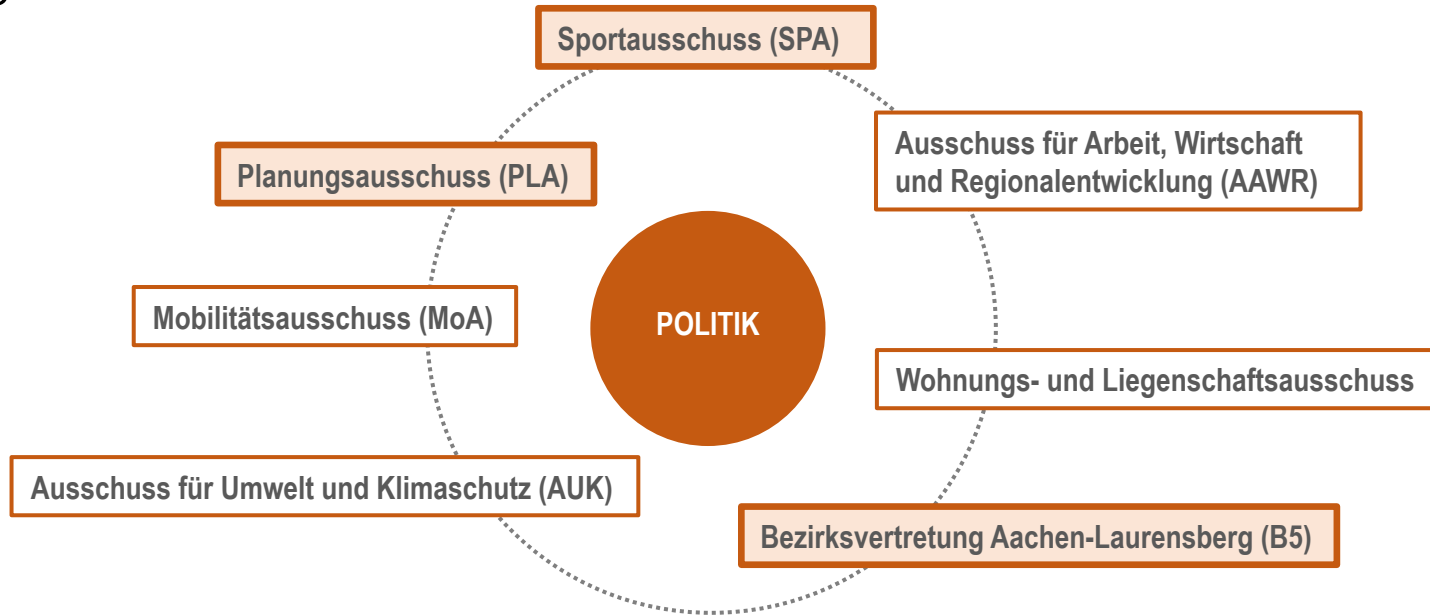 Sportausschuss (SPA)
Ausschuss für Arbeit, Wirtschaft
und Regionalentwicklung (AAWR)
Planungsausschuss (PLA)
Mobilitätsausschuss (MoA)
POLITIK
Wohnungs- und Liegenschaftsausschuss
Ausschuss für Umwelt und Klimaschutz (AUK)
Bezirksvertretung Aachen-Laurensberg (B5)